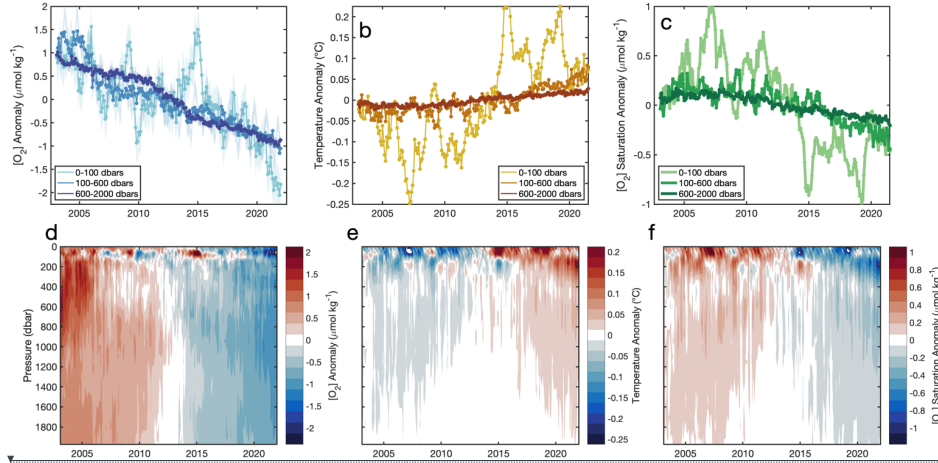 2
1.5
1
0.5
0
-0.5
-1
-1.5
-2
[O2] Anomaly (μmol kg-1)
0-100 dbars
100-600 dbars
600-2000 dbars
2005 2010 2015 2020
b
0.2
0.15
0.1
0.05
0
-0.05
-0.1
-0.15
-0.2
-0.25
Temperature Anomaly (°C)
0-100 dbars
100-600 dbars
600-2000 dbars
2005 2010 2015 2020
c
1
0.5
0
-0.5
-1
[O2] Saturation Anomaly (μmol kg-1)
0-100 dbars
100-600 dbars
600-2000 dbars
2005 2010 2015 2020
d
0
200
400
600
800
1000
1200
1400
1600
1800
Pressure (dbar)
2005 2010 2015 2020
2
1.5
1
0.5
0
-0.5
-1
-1.5
-2
[O2] Anomaly (μmol kg-1)
e
2005 2010 2015 2020
0.2
0.15
0.1
0.05
0
-0.05
-0.1
-0.15
-0.2
-0.25
Temperature Anomaly (°C)
f
2005 2010 2015 2020
1
0.8
0.6
0.4
0.2
0
-0.2
-0.4
-0.6
-0.8
-1
[O2] Saturation Anomaly (μmol kg-1)